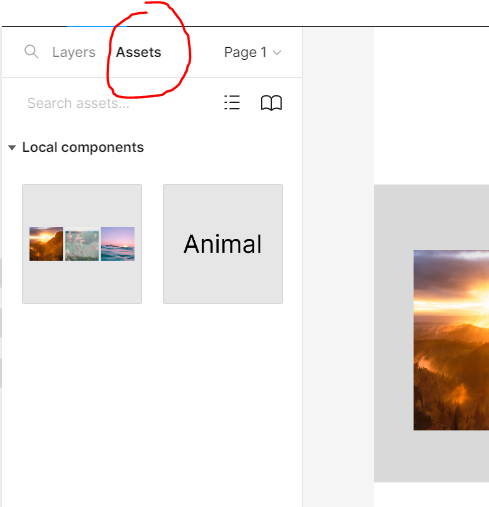 Layers Assets Page 1
Search assets...
Local components
Animal